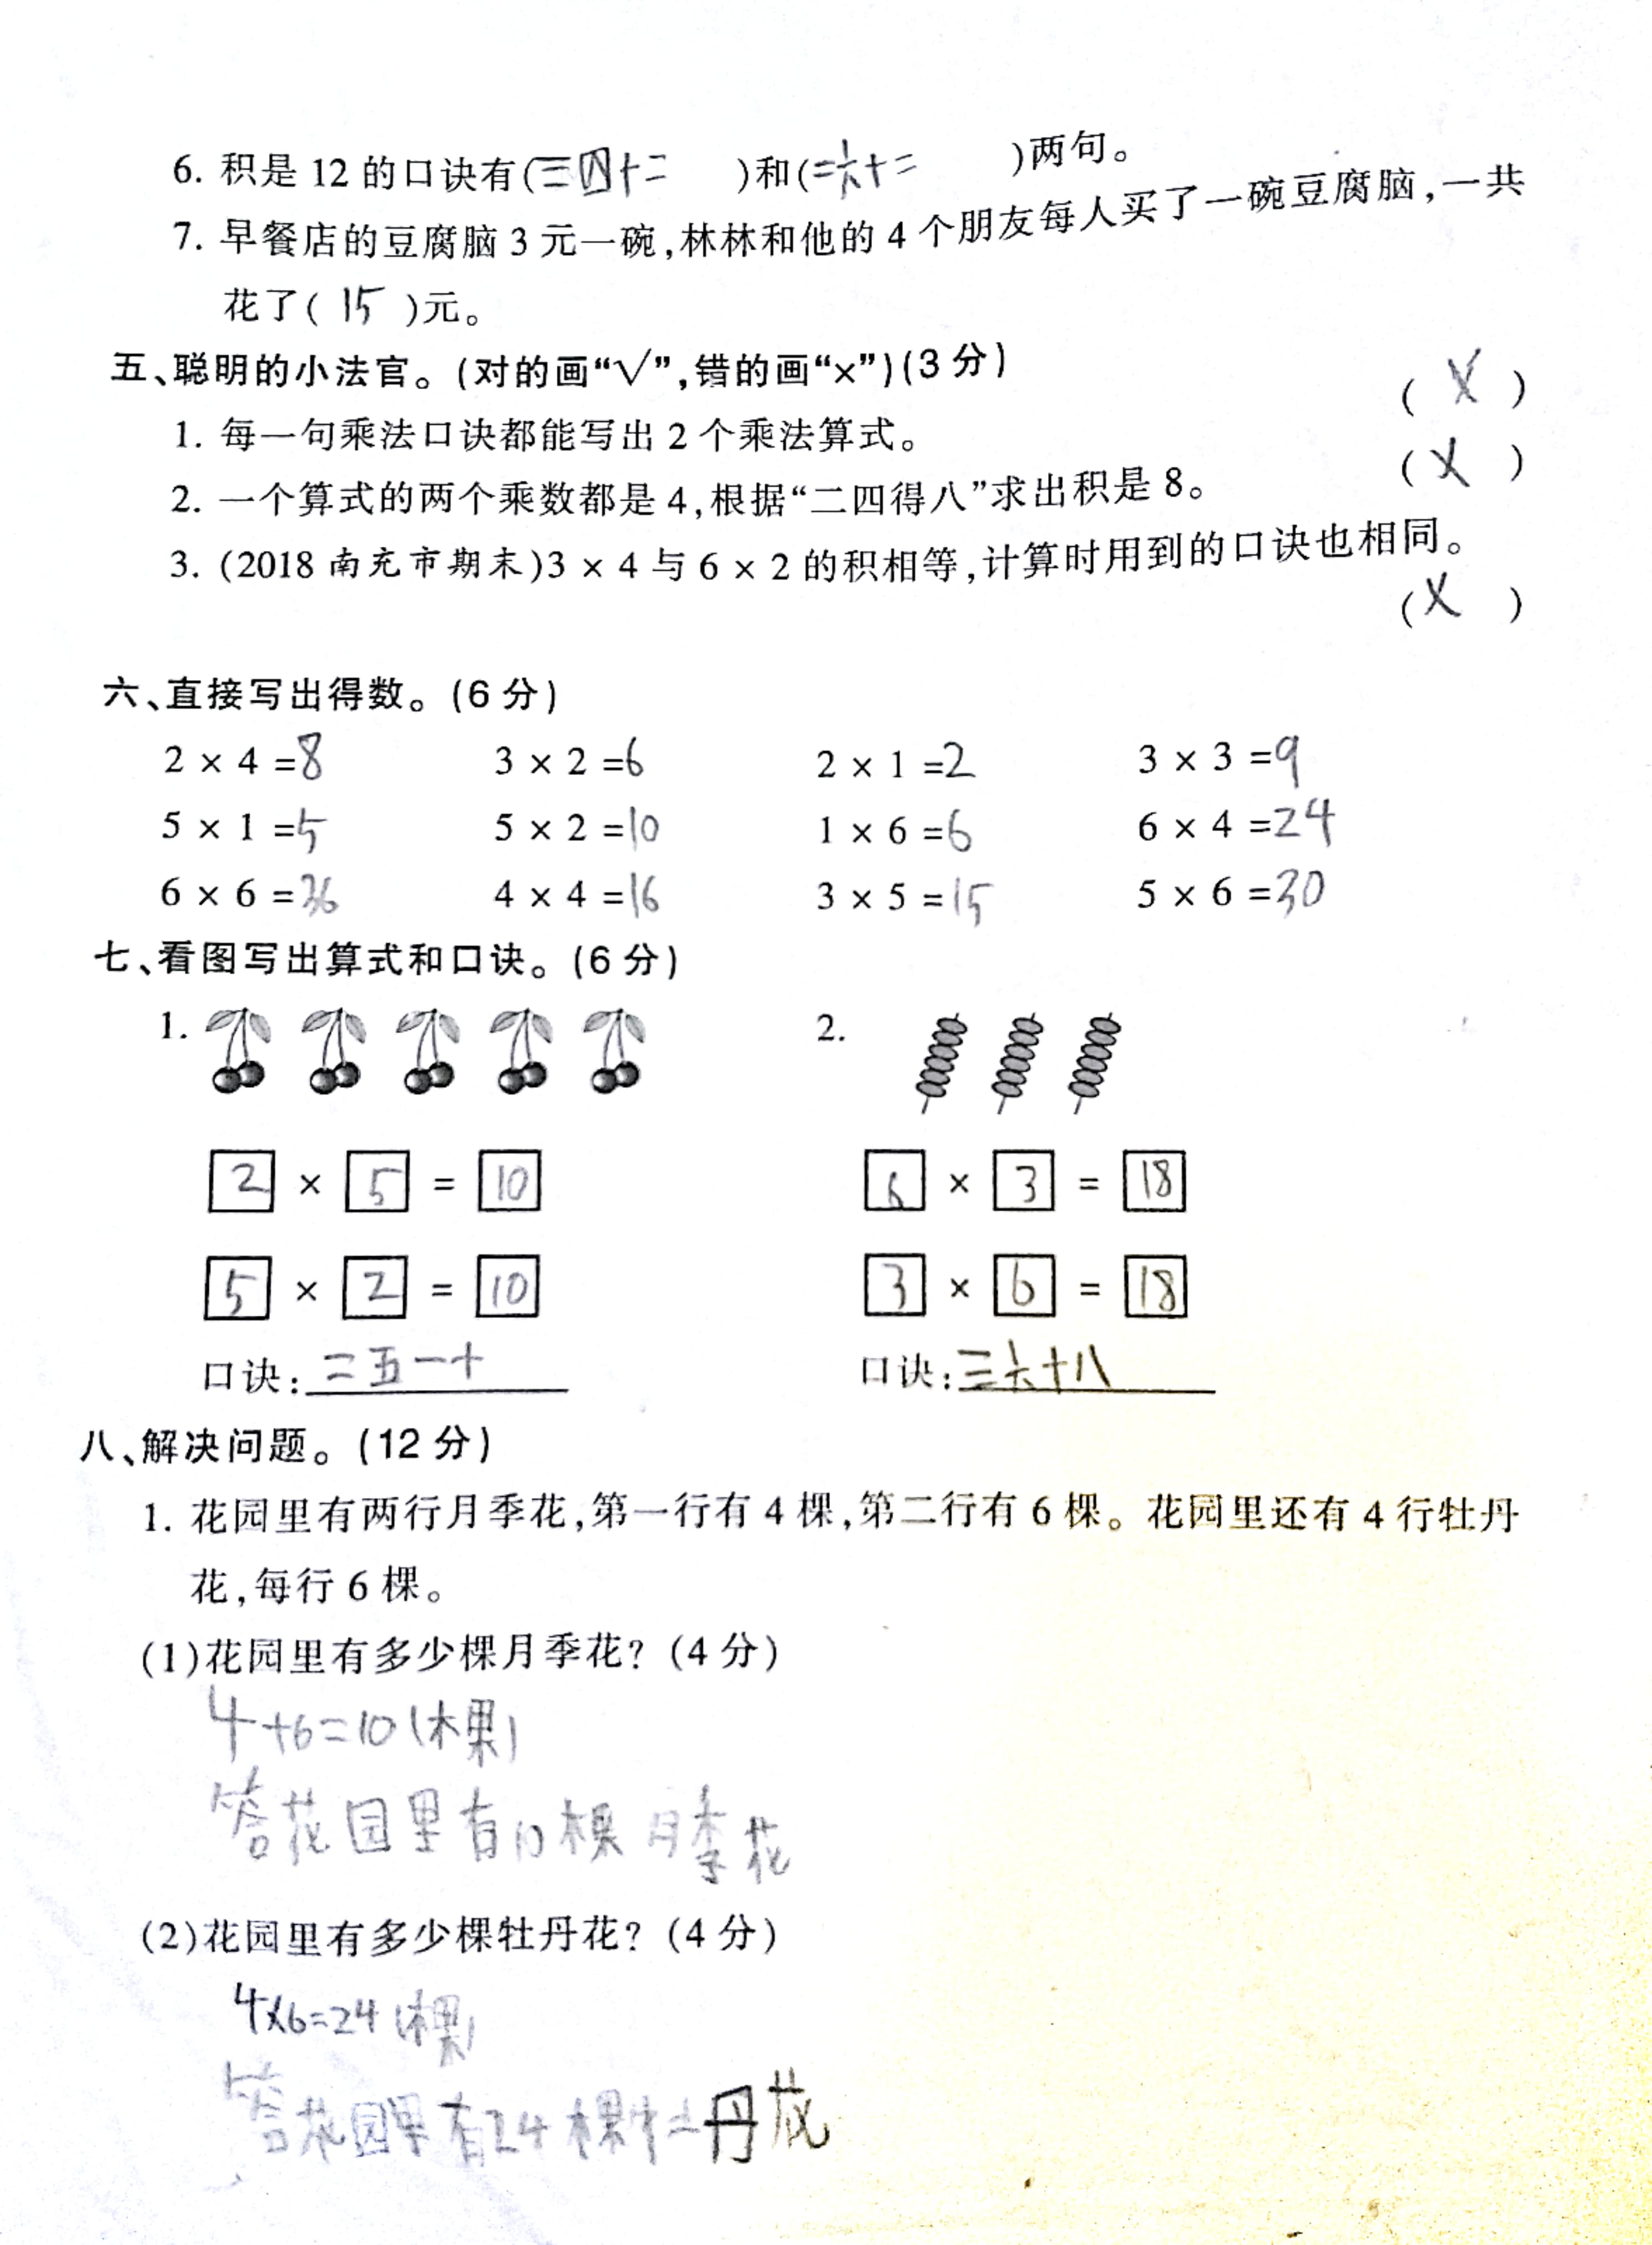 6. 积是 12 的口诀有(三四十二)和(二六十二)两句。
7. 早餐店的豆腐脑 3 元一碗,林林和他的 4 个朋友每人买了一碗豆腐脑,一共
花了( 15 )元。
五、聪明的小法官。(对的画“√”,错的画“×”)(3 分)
1. 每一句乘法口诀都能写出 2 个乘法算式。 ( × )
2. 一个算式的两个乘数都是 4,根据“二四得八”求出积是 8。 ( × )
3. (2018 南充市期末)3 × 4 与 6 × 2 的积相等,计算时用到的口诀也相同。
( × )
六、直接写出得数。(6 分)
2 × 4 =8 3 × 2 =6 2 × 1 =2 3 × 3 =9
5 × 1 =5 5 × 2 =10 1 × 6 =6 6 × 4 =24
6 × 6 =36 4 × 4 =16 3 × 5 =15 5 × 6 =30
七、看图写出算式和口诀。(6 分)
1. 2.
2 × 5 = 10 6 × 3 = 18
5 × 2 = 10 3 × 6 = 18
口诀:二五一十 口诀:三六十八
八、解决问题。(12 分)
1. 花园里有两行月季花,第一行有 4 棵,第二行有 6 棵。花园里还有 4 行牡丹
花,每行 6 棵。
(1)花园里有多少棵月季花? (4 分)
4+6=10(棵)
答花园里有10棵月季花
(2)花园里有多少棵牡丹花? (4 分)
4×6=24(棵)
答花园里有24棵牡丹花